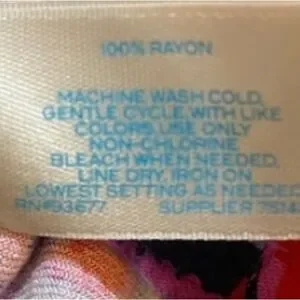 100% RAYON
MACHINE WASH COLD,
GENTLE CYCLE, WITH LIKE
COLORS, USE ONLY
NON-CHLORINE
BLEACH WHEN NEEDED,
LINE DRY, IRON ON
LOWEST SETTING AS NEEDED
RN#93677 SUPPLIER